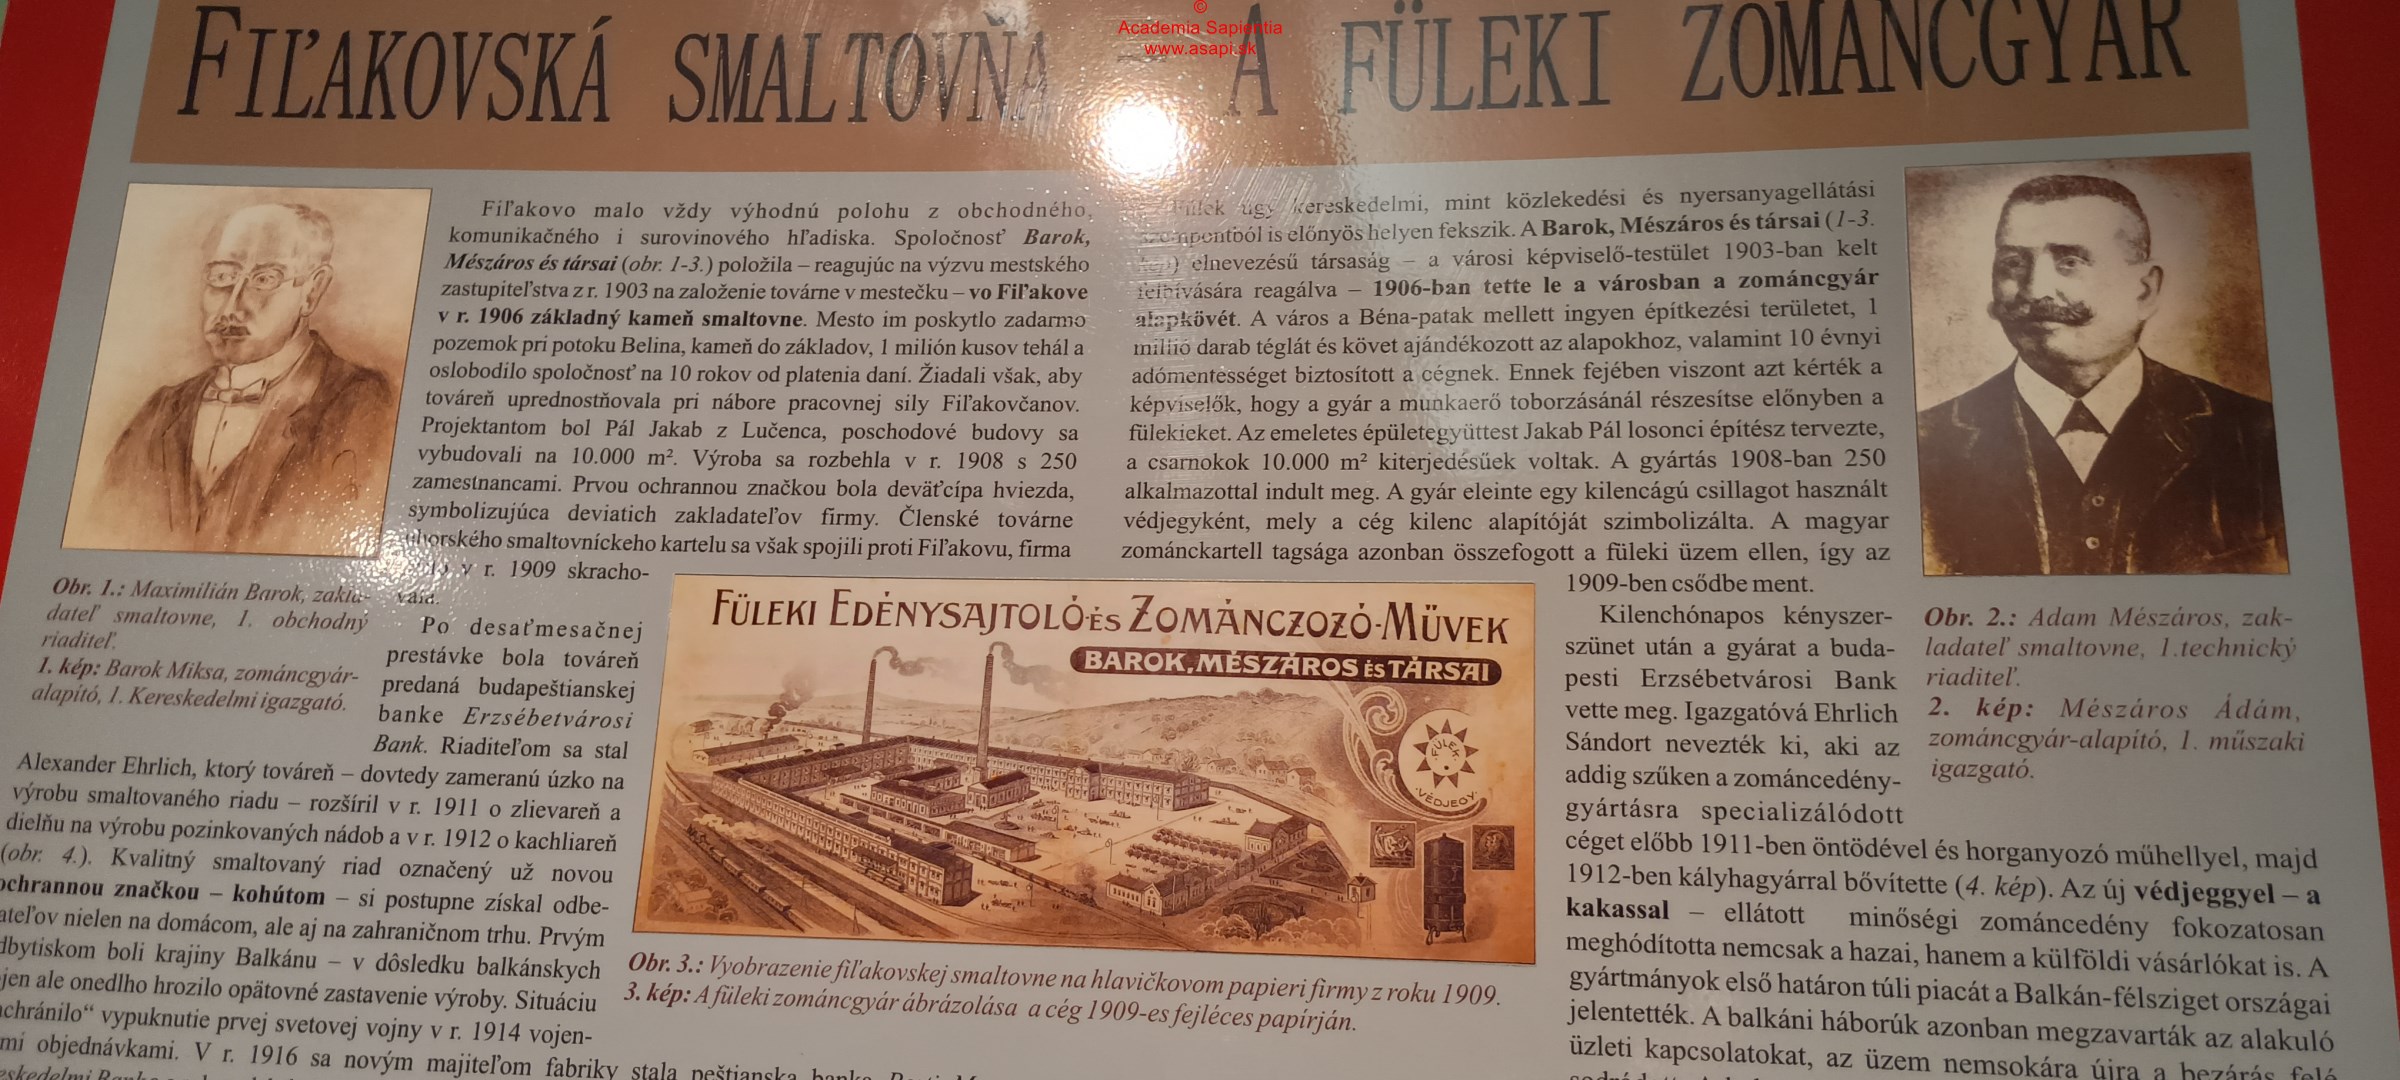 ©
Academia Sapientia
www.asapi.sk
FIĽAKOVSKÁ SMALTOVŇA – A FÜLEKI ZOMÁNCGYÁR
Fiľakovo malo vždy výhodnú polohu z obchodného,
komunikačného i surovinového hľadiska. Spoločnosť Barok,
Mészáros és társai (obr. 1-3.) položila – reagujúc na výzvu mestského
zastupiteľstva z r. 1903 na založenie továrne v mestečku – vo Fiľakove
v r. 1906 základný kameň smaltovne. Mesto im poskytlo zadarmo
pozemok pri potoku Belina, kameň do základov, 1 milión kusov tehál a
oslobodilo spoločnosť na 10 rokov od platenia daní. Žiadali však, aby
továreň uprednostňovala pri nábore pracovnej sily Fiľakovčanov.
Projektantom bol Pál Jakab z Lučenca, poschodové budovy sa
vybudovali na 10.000 m². Výroba sa rozbehla v r. 1908 s 250
zamestnancami. Prvou ochrannou značkou bola deväťcípa hviezda,
symbolizujúca deviatich zakladateľov firmy. Členské továrne
uhorského smaltovníckeho kartelu sa však spojili proti Fiľakovu, firma
v r. 1909 skracho-
vala.
Po desaťmesačnej
prestávke bola továreň
predaná budapeštianskej
banke Erzsébetvárosi
Bank. Riaditeľom sa stal
Alexander Ehrlich, ktorý továreň – dovtedy zameranú úzko na
výrobu smaltovaného riadu – rozšíril v r. 1911 o zlievareň a
dielňu na výrobu pozinkovaných nádob a v r. 1912 o kachliareň
(obr. 4.). Kvalitný smaltovaný riad označený už novou
ochrannou značkou – kohútom – si postupne získal odbe-
ateľov nielen na domácom, ale aj na zahraničnom trhu. Prvým
dbytiskom boli krajiny Balkánu – v dôsledku balkánskych
ojen ale onedlho hrozilo opätovné zastavenie výroby. Situáciu
achránilo“ vypuknutie prvej svetovej vojny v r. 1914 vojen-
mi objednávkami. V r. 1916 sa novým majiteľom fabriky stala peštianska banka
Obr. 1.: Maximilián Barok, zakla-
dateľ smaltovne, 1. obchodný
riaditeľ.
1. kép: Barok Miksa, zománcgyár-
alapító, 1. Kereskedelmi igazgató.
FÜLEKI EDÉNYSAJTOLÓ-ÉS ZOMÁNCZOZÓ-MŰVEK
BAROK, MÉSZÁROS ÉS TÁRSAI
FÜLEK
VÉDJEGY
Obr. 3.: Vyobrazenie fiľakovskej smaltovne na hlavičkovom papieri firmy z roku 1909.
3. kép: A füleki zománcgyár ábrázolása a cég 1909-es fejléces papírján.
Fülek úgy kereskedelmi, mint közlekedési és nyersanyagellátási
szempontból is előnyös helyen fekszik. A Barok, Mészáros és társai (1-3.
kép) elnevezésű társaság – a városi képviselő-testület 1903-ban kelt
felhívására reagálva – 1906-ban tette le a városban a zománcgyár
alapkövét. A város a Béna-patak mellett ingyen építkezési területet, 1
millió darab téglát és követ ajándékozott az alapokhoz, valamint 10 évnyi
adómentességet biztosított a cégnek. Ennek fejében viszont azt kérték a
képviselők, hogy a gyár a munkaerő toborzásánál részesítse előnyben a
fülekieket. Az emeletes épületegyüttest Jakab Pál losonci építész tervezte,
a csarnokok 10.000 m² kiterjedésűek voltak. A gyártás 1908-ban 250
alkalmazottal indult meg. A gyár eleinte egy kilencágú csillagot használt
védjegyként, mely a cég kilenc alapítóját szimbolizálta. A magyar
zománckartell tagsága azonban összefogott a füleki üzem ellen, így az
1909-ben csődbe ment.
Kilenchónapos kényszer-
szünet után a gyárat a buda-
pesti Erzsébetvárosi Bank
vette meg. Igazgatóvá Ehrlich
Sándort nevezték ki, aki az
addig szűken a zománcedény-
gyártásra specializálódott
céget előbb 1911-ben öntödével és horganyozó műhellyel, majd
1912-ben kályhagyárral bővítette (4. kép). Az új védjeggyel – a
kakassal – ellátott minőségi zománcedény fokozatosan
meghódította nemcsak a hazai, hanem a külföldi vásárlókat is. A
gyártmányok első határon túli piacát a Balkán-félsziget országai
jelentették. A balkáni háborúk azonban megzavarták az alakuló
üzleti kapcsolatokat, az üzem nemsokára újra a bezárás felé
Obr. 2.: Adam Mészáros, zak-
ladateľ smaltovne, 1.technický
riaditeľ.
2. kép: Mészáros Ádám,
zománcgyár-alapító, 1. műszaki
igazgató.